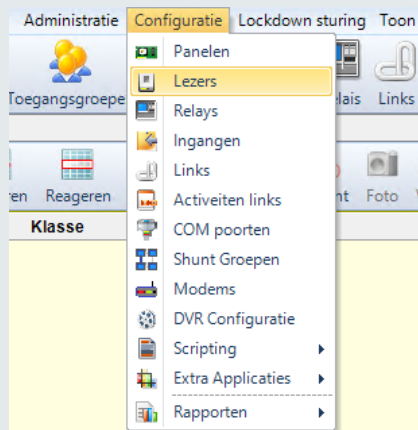 Administratie Configuratie Lockdown sturing Toon
Panelen
Lezers
Toegangsgroepe
Relays
lais Links
Ingangen
Links
en Reageren
nt Foto
Activeiten links
Klasse
COM poorten
Shunt Groepen
Modems
DVR Configuratie
Scripting
Extra Applicaties
Rapporten